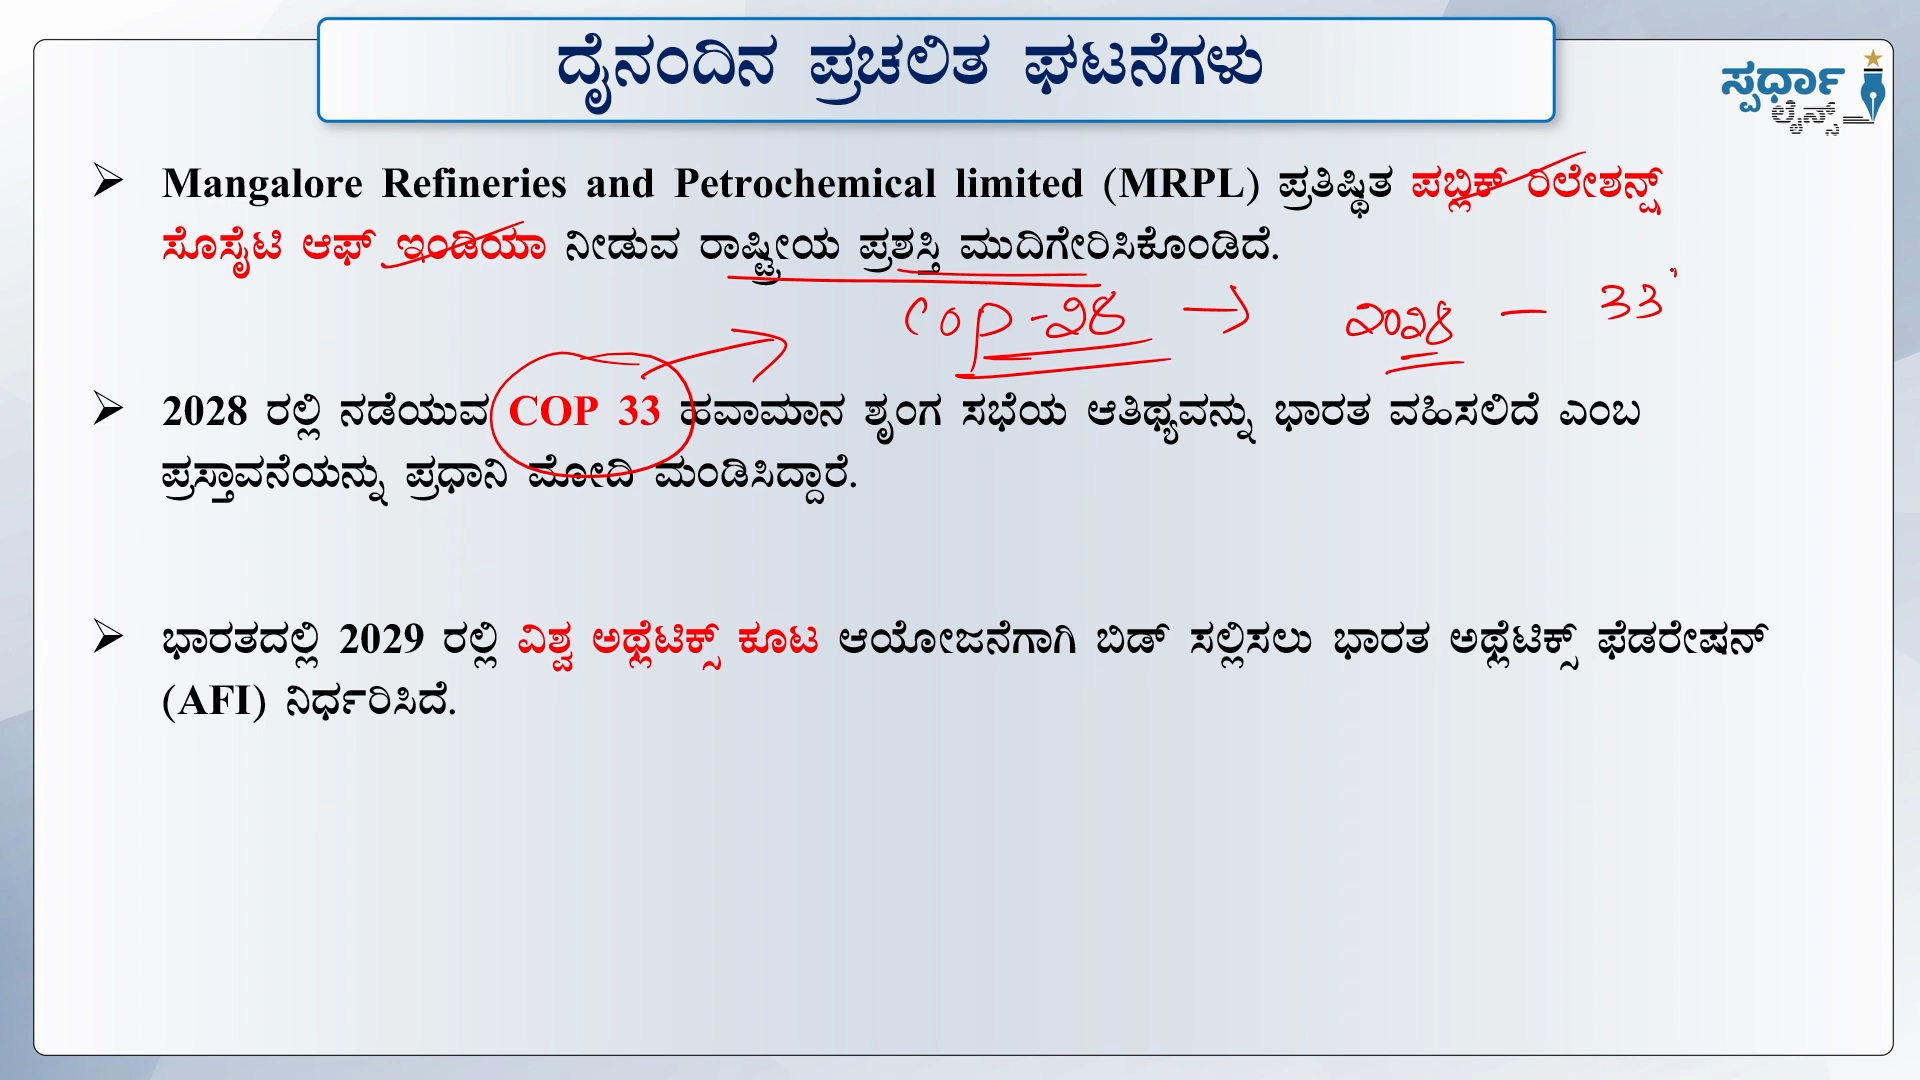 ದೈನಂದಿನ ಪ್ರಚಲಿತ ಘಟನೆಗಳು
ಸ್ಪರ್ಧಾ
ಲೈನ್ಸ್
➢ Mangalore Refineries and Petrochemical limited (MRPL) ಪ್ರತಿಷ್ಠಿತ ಪಬ್ಲಿಕ್ ರಿಲೇಶನ್ಸ್
ಸೊಸೈಟಿ ಆಫ್ ಇಂಡಿಯಾ ನೀಡುವ ರಾಷ್ಟ್ರೀಯ ಪ್ರಶಸ್ತಿ ಮುದಿಗೇರಿಸಿಕೊಂಡಿದೆ.
COP-28 → 2028 — 33
➢ 2028 ರಲ್ಲಿ ನಡೆಯುವ COP 33 ಹವಾಮಾನ ಶೃಂಗ ಸಭೆಯ ಆತಿಥ್ಯವನ್ನು ಭಾರತ ವಹಿಸಲಿದೆ ಎಂಬ
ಪ್ರಸ್ತಾವನೆಯನ್ನು ಪ್ರಧಾನಿ ಮೋದಿ ಮಂಡಿಸಿದ್ದಾರೆ.
➢ ಭಾರತದಲ್ಲಿ 2029 ರಲ್ಲಿ ವಿಶ್ವ ಅಥ್ಲೆಟಿಕ್ಸ್ ಕೂಟ ಆಯೋಜನೆಗಾಗಿ ಬಿಡ್ ಸಲ್ಲಿಸಲು ಭಾರತ ಅಥ್ಲೆಟಿಕ್ಸ್ ಫೆಡರೇಷನ್
(AFI) ನಿರ್ಧರಿಸಿದೆ.